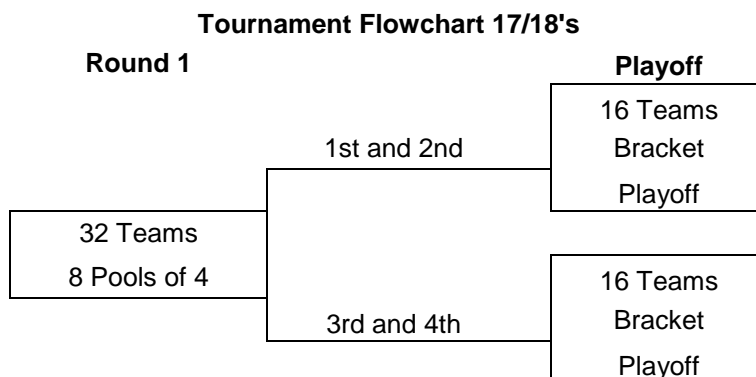 Tournament Flowchart 17/18's
Round 1
Playoff
16 Teams
1st and 2nd
Bracket
Playoff
32 Teams
8 Pools of 4
16 Teams
3rd and 4th
Bracket
Playoff